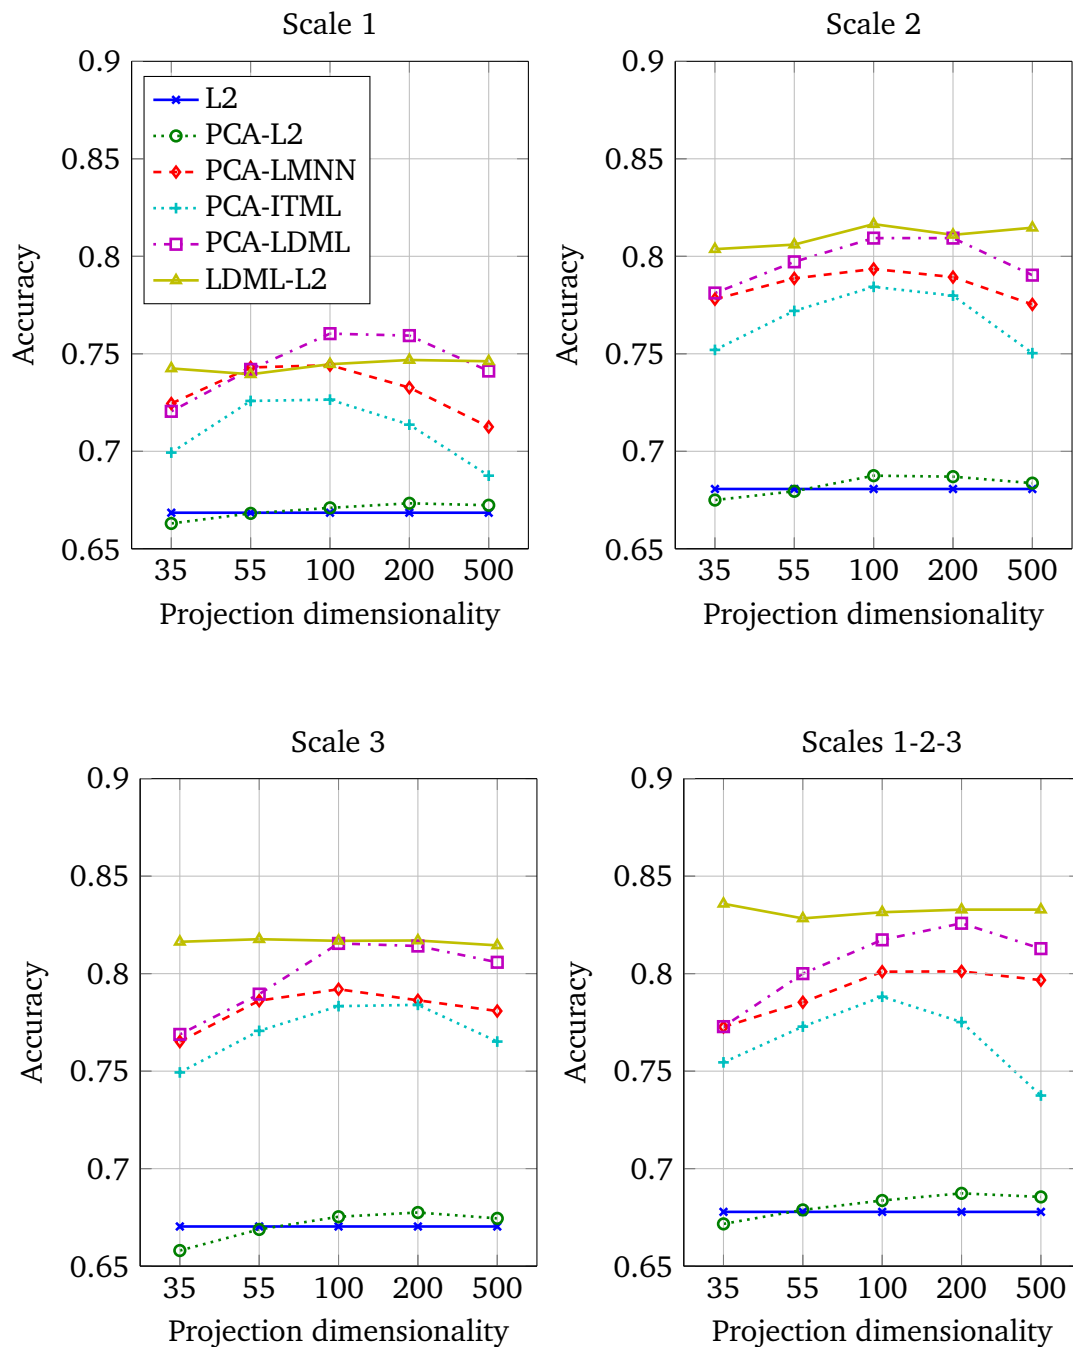 Scale 1
0.9
0.85
0.8
0.75
0.7
0.65
Accuracy
L2
PCA-L2
PCA-LMNN
PCA-ITML
PCA-LDML
LDML-L2
35 55 100 200 500
Projection dimensionality
Scale 2
0.9
0.85
0.8
0.75
0.7
0.65
Accuracy
35 55 100 200 500
Projection dimensionality
Scale 3
0.9
0.85
0.8
0.75
0.7
0.65
Accuracy
35 55 100 200 500
Projection dimensionality
Scales 1-2-3
0.9
0.85
0.8
0.75
0.7
0.65
Accuracy
35 55 100 200 500
Projection dimensionality